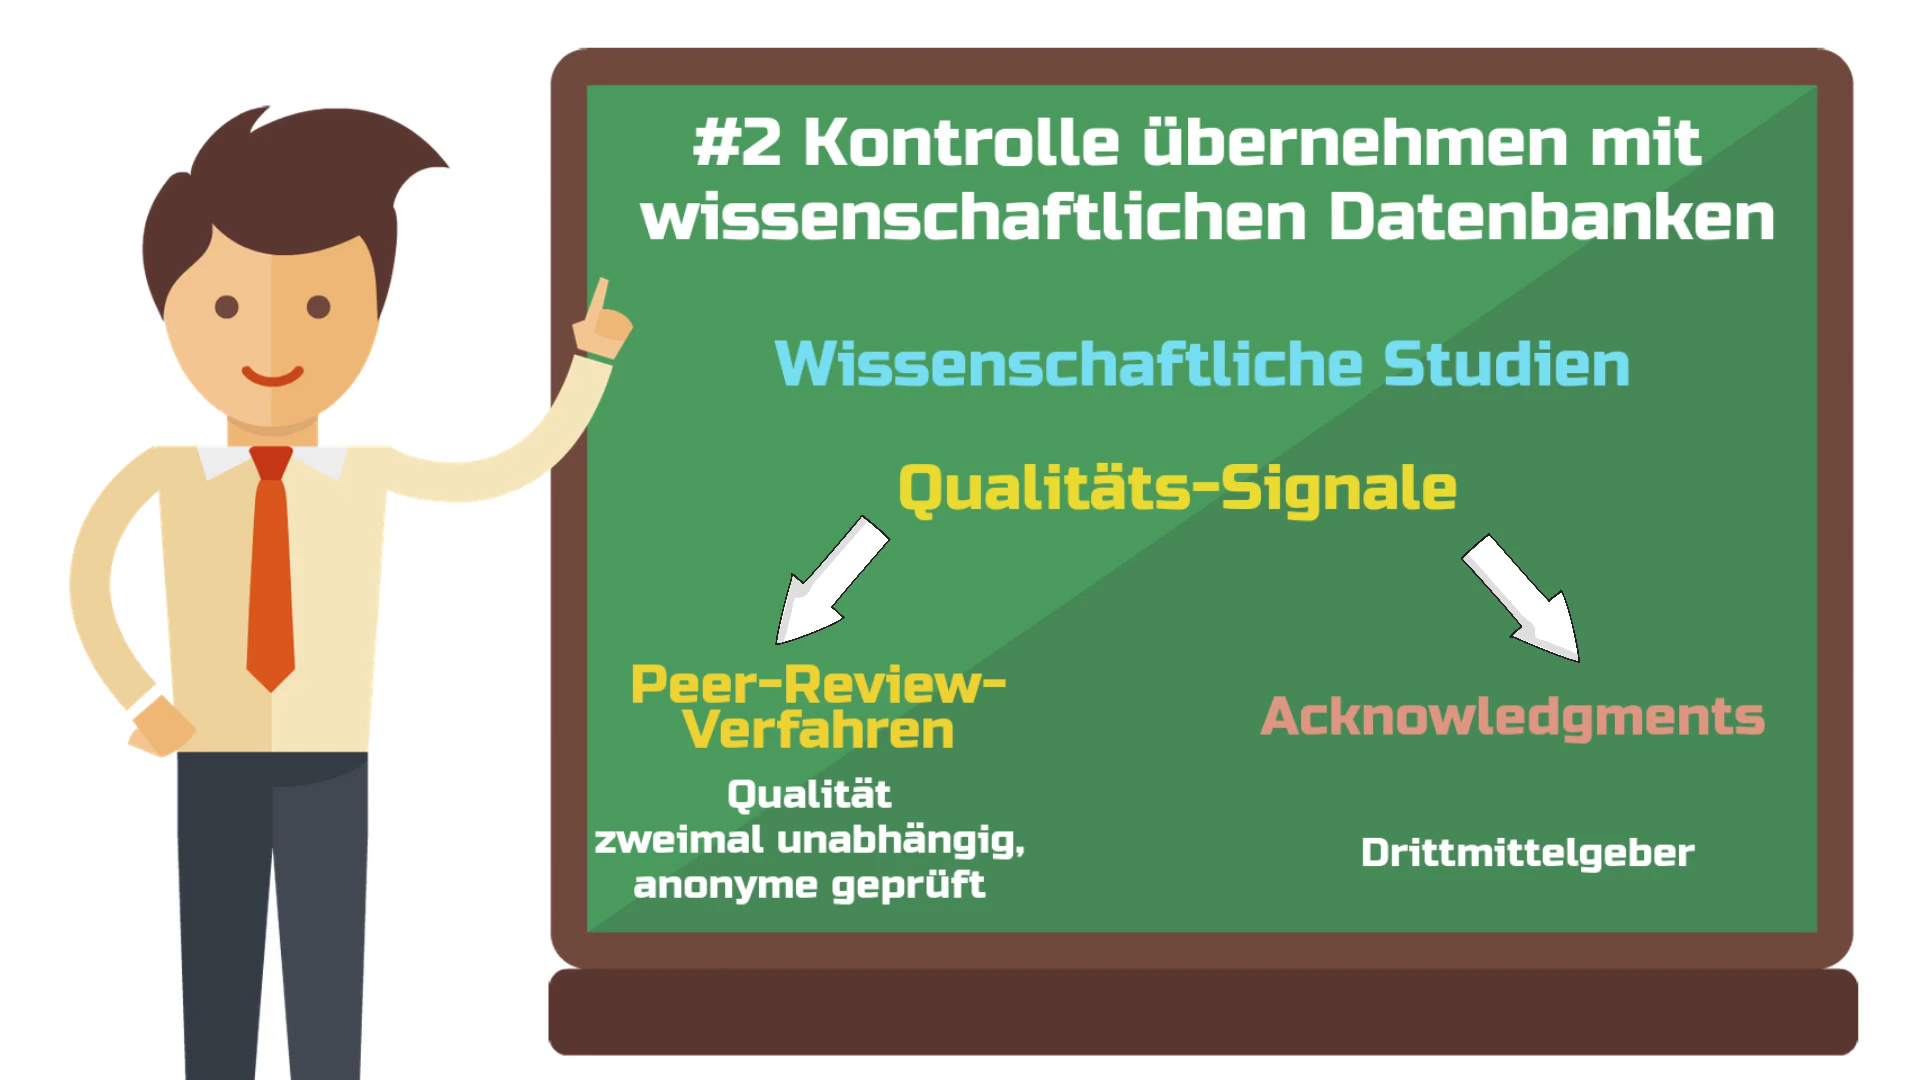 #2 Kontrolle übernehmen mit
wissenschaftlichen Datenbanken
Wissenschaftliche Studien
Qualitäts-Signale
Peer-Review-
Verfahren
Qualität
zweimal unabhängig,
anonyme geprüft
Acknowledgments
Drittmittelgeber